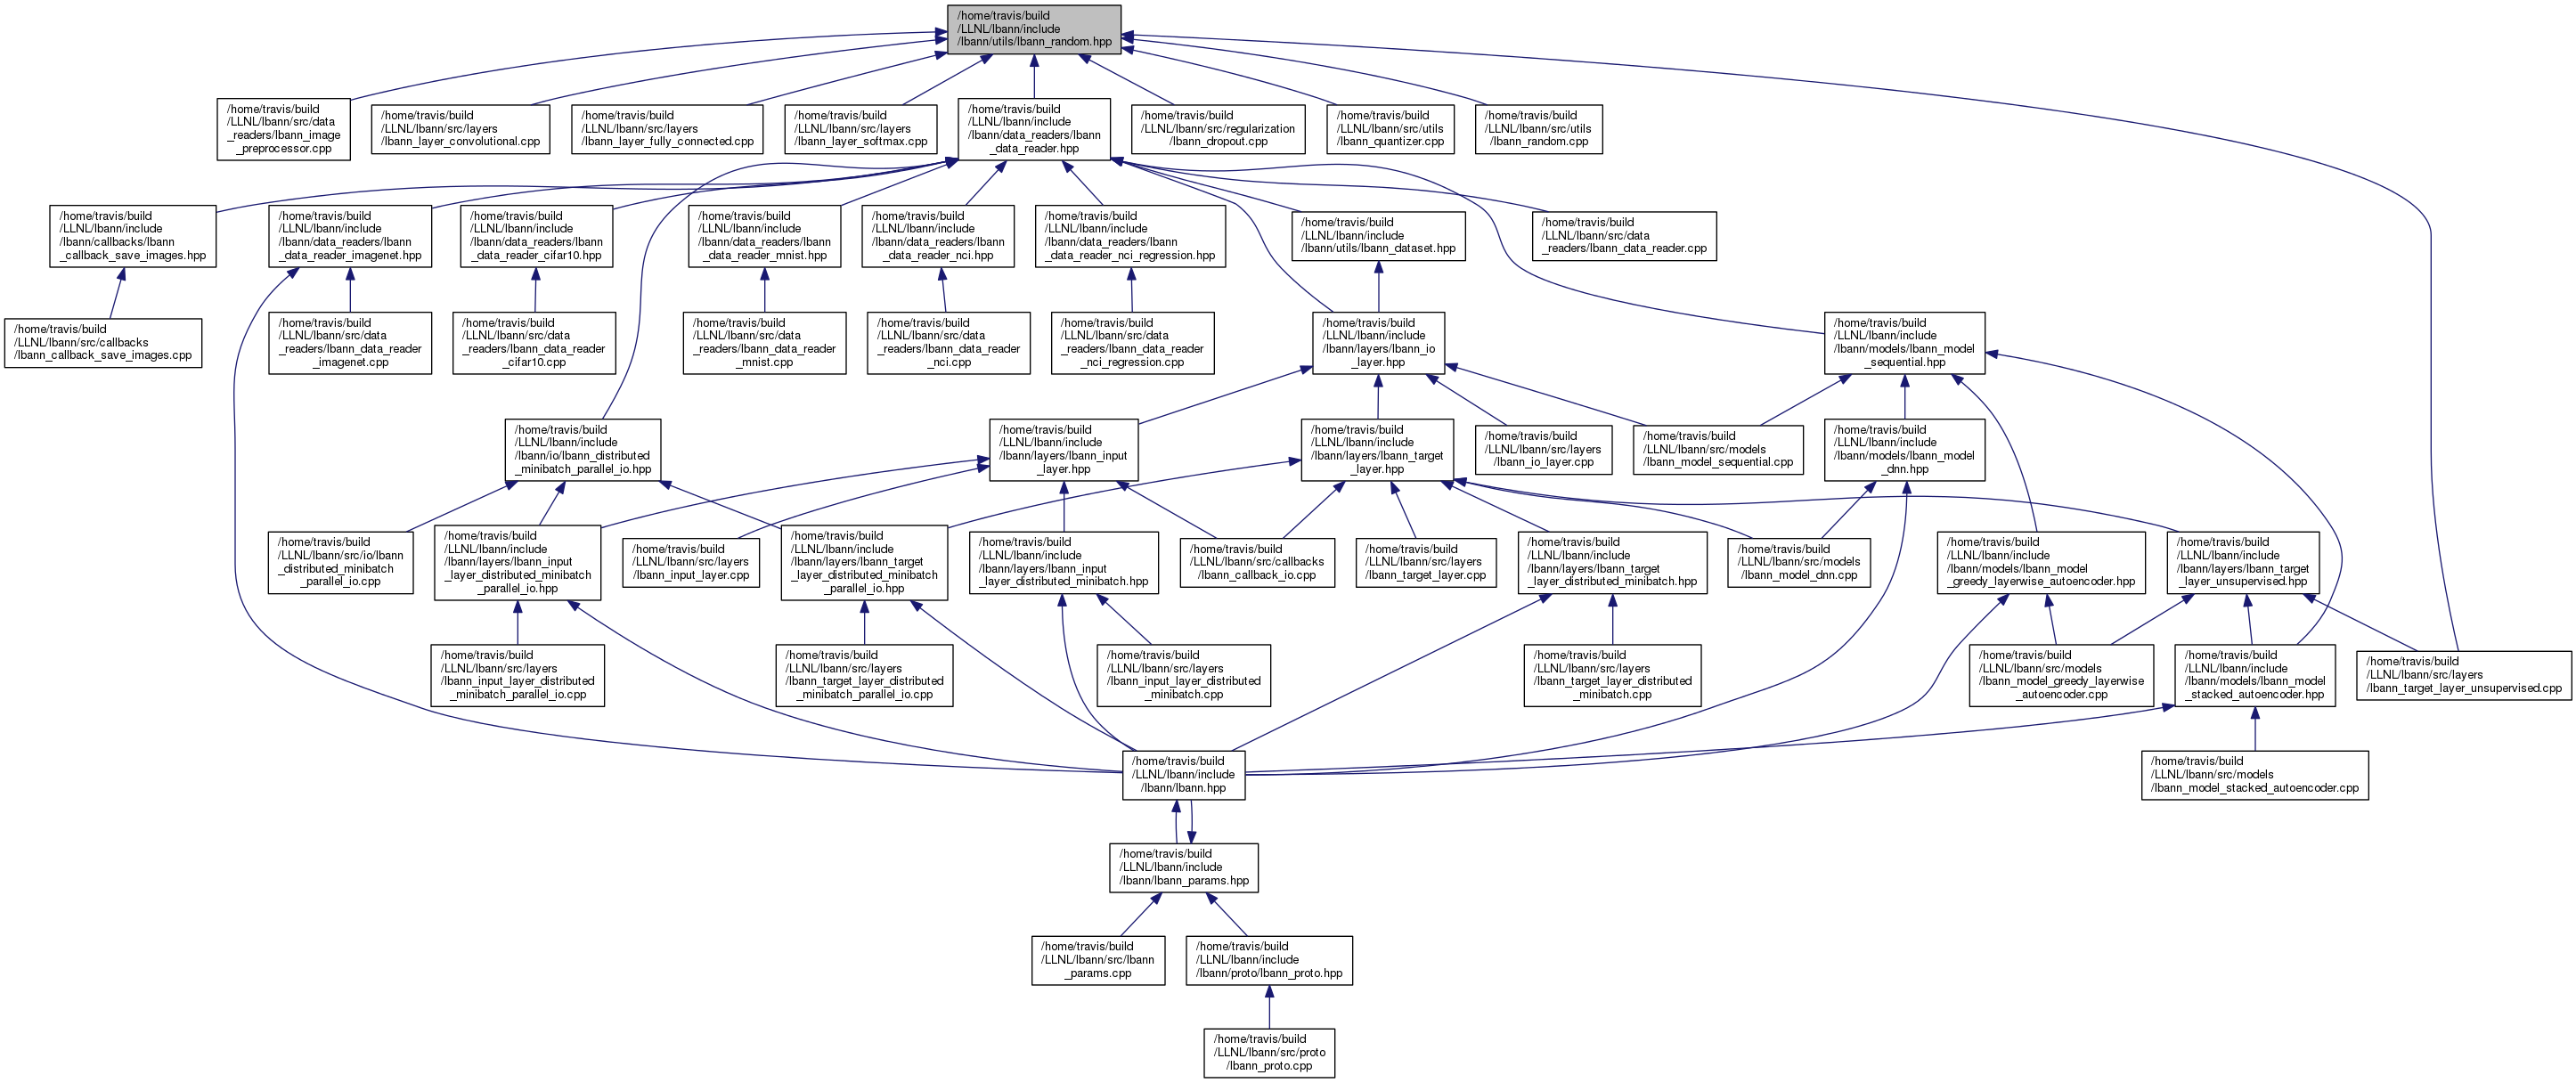 /home/travis/build
/LLNL/lbann/include
/lbann/utils/lbann_random.hpp
/home/travis/build
/LLNL/lbann/src/data
_readers/lbann_image
_preprocessor.cpp
/home/travis/build
/LLNL/lbann/src/layers
/lbann_layer_convolutional.cpp
/home/travis/build
/LLNL/lbann/src/layers
/lbann_layer_fully_connected.cpp
/home/travis/build
/LLNL/lbann/src/layers
/lbann_layer_softmax.cpp
/home/travis/build
/LLNL/lbann/include
/lbann/data_readers/lbann
_data_reader.hpp
/home/travis/build
/LLNL/lbann/src/regularization
/lbann_dropout.cpp
/home/travis/build
/LLNL/lbann/src/utils
/lbann_quantizer.cpp
/home/travis/build
/LLNL/lbann/src/utils
/lbann_random.cpp
/home/travis/build
/LLNL/lbann/include
/lbann/callbacks/lbann
_callback_save_images.hpp
/home/travis/build
/LLNL/lbann/include
/lbann/data_readers/lbann
_data_reader_imagenet.hpp
/home/travis/build
/LLNL/lbann/include
/lbann/data_readers/lbann
_data_reader_cifar10.hpp
/home/travis/build
/LLNL/lbann/include
/lbann/data_readers/lbann
_data_reader_mnist.hpp
/home/travis/build
/LLNL/lbann/include
/lbann/data_readers/lbann
_data_reader_nci.hpp
/home/travis/build
/LLNL/lbann/include
/lbann/data_readers/lbann
_data_reader_nci_regression.hpp
/home/travis/build
/LLNL/lbann/include
/lbann/utils/lbann_dataset.hpp
/home/travis/build
/LLNL/lbann/src/data
_readers/lbann_data_reader.cpp
/home/travis/build
/LLNL/lbann/src/callbacks
/lbann_callback_save_images.cpp
/home/travis/build
/LLNL/lbann/src/data
_readers/lbann_data_reader
_imagenet.cpp
/home/travis/build
/LLNL/lbann/src/data
_readers/lbann_data_reader
_cifar10.cpp
/home/travis/build
/LLNL/lbann/src/data
_readers/lbann_data_reader
_mnist.cpp
/home/travis/build
/LLNL/lbann/src/data
_readers/lbann_data_reader
_nci.cpp
/home/travis/build
/LLNL/lbann/src/data
_readers/lbann_data_reader
_nci_regression.cpp
/home/travis/build
/LLNL/lbann/include
/lbann/layers/lbann_io
_layer.hpp
/home/travis/build
/LLNL/lbann/include
/lbann/models/lbann_model
_sequential.hpp
/home/travis/build
/LLNL/lbann/include
/lbann/io/lbann_distributed
_minibatch_parallel_io.hpp
/home/travis/build
/LLNL/lbann/include
/lbann/layers/lbann_input
_layer.hpp
/home/travis/build
/LLNL/lbann/include
/lbann/layers/lbann_target
_layer.hpp
/home/travis/build
/LLNL/lbann/src/layers
/lbann_io_layer.cpp
/home/travis/build
/LLNL/lbann/src/models
/lbann_model_sequential.cpp
/home/travis/build
/LLNL/lbann/include
/lbann/models/lbann_model
_dnn.hpp
/home/travis/build
/LLNL/lbann/src/io/lbann
_distributed_minibatch
_parallel_io.cpp
/home/travis/build
/LLNL/lbann/include
/lbann/layers/lbann_input
_layer_distributed_minibatch
_parallel_io.hpp
/home/travis/build
/LLNL/lbann/src/layers
/lbann_input_layer.cpp
/home/travis/build
/LLNL/lbann/include
/lbann/layers/lbann_target
_layer_distributed_minibatch
_parallel_io.hpp
/home/travis/build
/LLNL/lbann/include
/lbann/layers/lbann_input
_layer_distributed_minibatch.hpp
/home/travis/build
/LLNL/lbann/src/callbacks
/lbann_callback_io.cpp
/home/travis/build
/LLNL/lbann/src/layers
/lbann_target_layer.cpp
/home/travis/build
/LLNL/lbann/include
/lbann/layers/lbann_target
_layer_distributed_minibatch.hpp
/home/travis/build
/LLNL/lbann/src/models
/lbann_model_dnn.cpp
/home/travis/build
/LLNL/lbann/include
/lbann/models/lbann_model
_greedy_layerwise_autoencoder.hpp
/home/travis/build
/LLNL/lbann/include
/lbann/layers/lbann_target
_layer_unsupervised.hpp
/home/travis/build
/LLNL/lbann/src/layers
/lbann_input_layer_distributed
_minibatch_parallel_io.cpp
/home/travis/build
/LLNL/lbann/src/layers
/lbann_target_layer_distributed
_minibatch_parallel_io.cpp
/home/travis/build
/LLNL/lbann/src/layers
/lbann_input_layer_distributed
_minibatch.cpp
/home/travis/build
/LLNL/lbann/src/layers
/lbann_target_layer_distributed
_minibatch.cpp
/home/travis/build
/LLNL/lbann/src/models
/lbann_model_greedy_layerwise
_autoencoder.cpp
/home/travis/build
/LLNL/lbann/include
/lbann/models/lbann_model
_stacked_autoencoder.hpp
/home/travis/build
/LLNL/lbann/src/layers
/lbann_target_layer_unsupervised.cpp
/home/travis/build
/LLNL/lbann/include
/lbann/lbann.hpp
/home/travis/build
/LLNL/lbann/src/models
/lbann_model_stacked_autoencoder.cpp
/home/travis/build
/LLNL/lbann/include
/lbann/lbann_params.hpp
/home/travis/build
/LLNL/lbann/src/lbann
_params.cpp
/home/travis/build
/LLNL/lbann/include
/lbann/proto/lbann_proto.hpp
/home/travis/build
/LLNL/lbann/src/proto
/lbann_proto.cpp